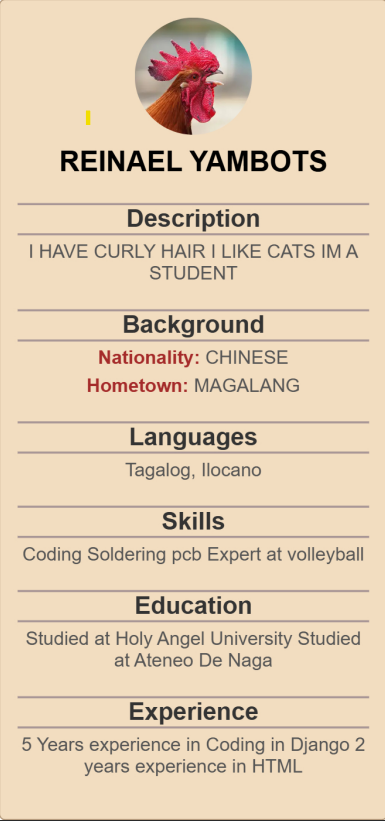 REINAEL YAMBOTS
Description
I HAVE CURLY HAIR I LIKE CATS IM A
STUDENT
Background
Nationality: CHINESE
Hometown: MAGALANG
Languages
Tagalog, Ilocano
Skills
Coding Soldering pcb Expert at volleyball
Education
Studied at Holy Angel University Studied
at Ateneo De Naga
Experience
5 Years experience in Coding in Django 2
years experience in HTML